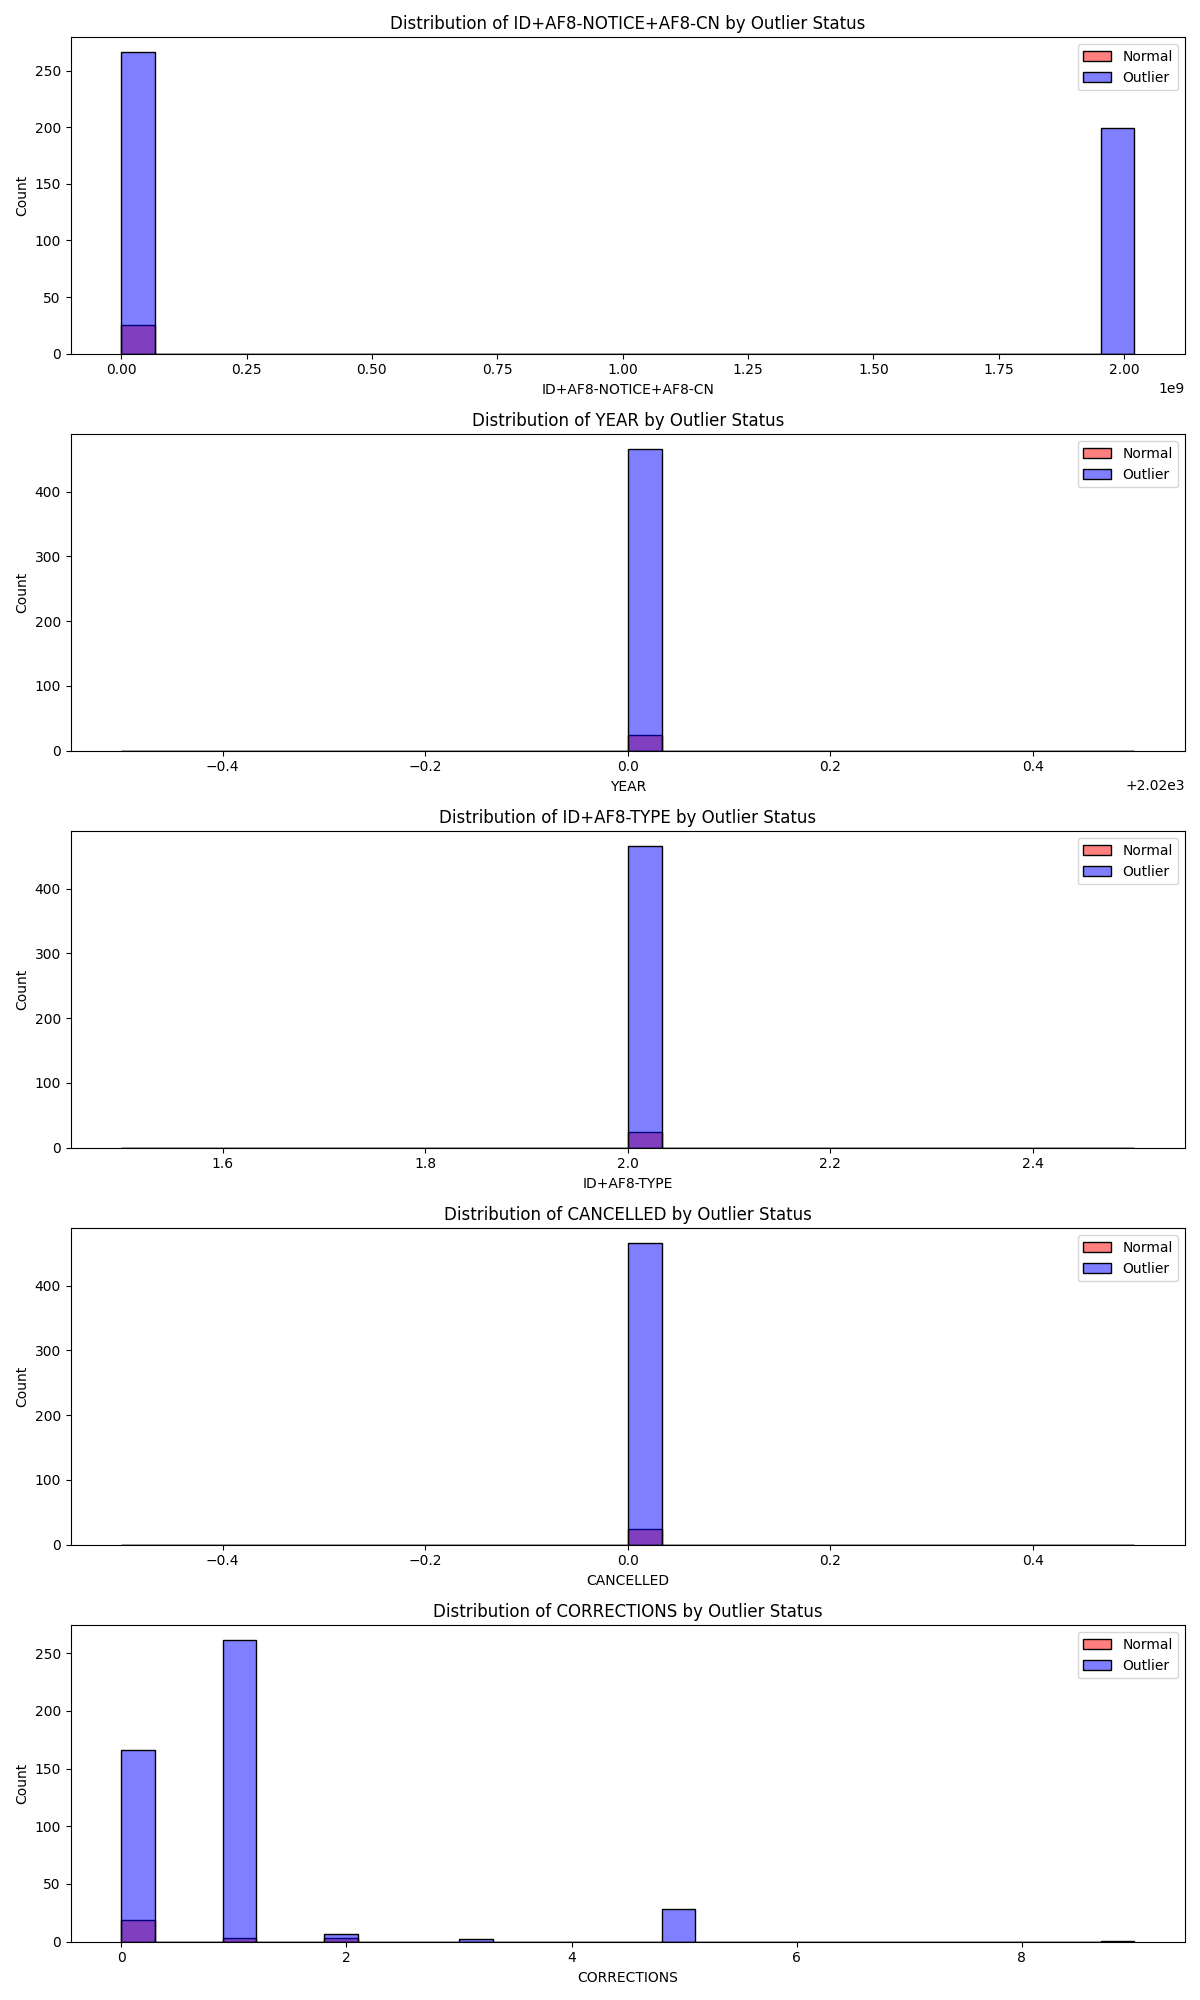 Distribution of ID+AF8-NOTICE+AF8-CN by Outlier Status
Normal
Outlier
250
200
150
100
50
0
Count
0.00 0.25 0.50 0.75 1.00 1.25 1.50 1.75 2.00
1e9
ID+AF8-NOTICE+AF8-CN
Distribution of YEAR by Outlier Status
Normal
Outlier
400
300
200
100
0
Count
−0.4 −0.2 0.0 0.2 0.4
+2.02e3
YEAR
Distribution of ID+AF8-TYPE by Outlier Status
Normal
Outlier
400
300
200
100
0
Count
1.6 1.8 2.0 2.2 2.4
ID+AF8-TYPE
Distribution of CANCELLED by Outlier Status
Normal
Outlier
400
300
200
100
0
Count
−0.4 −0.2 0.0 0.2 0.4
CANCELLED
Distribution of CORRECTIONS by Outlier Status
Normal
Outlier
250
200
150
100
50
0
Count
0 2 4 6 8
CORRECTIONS